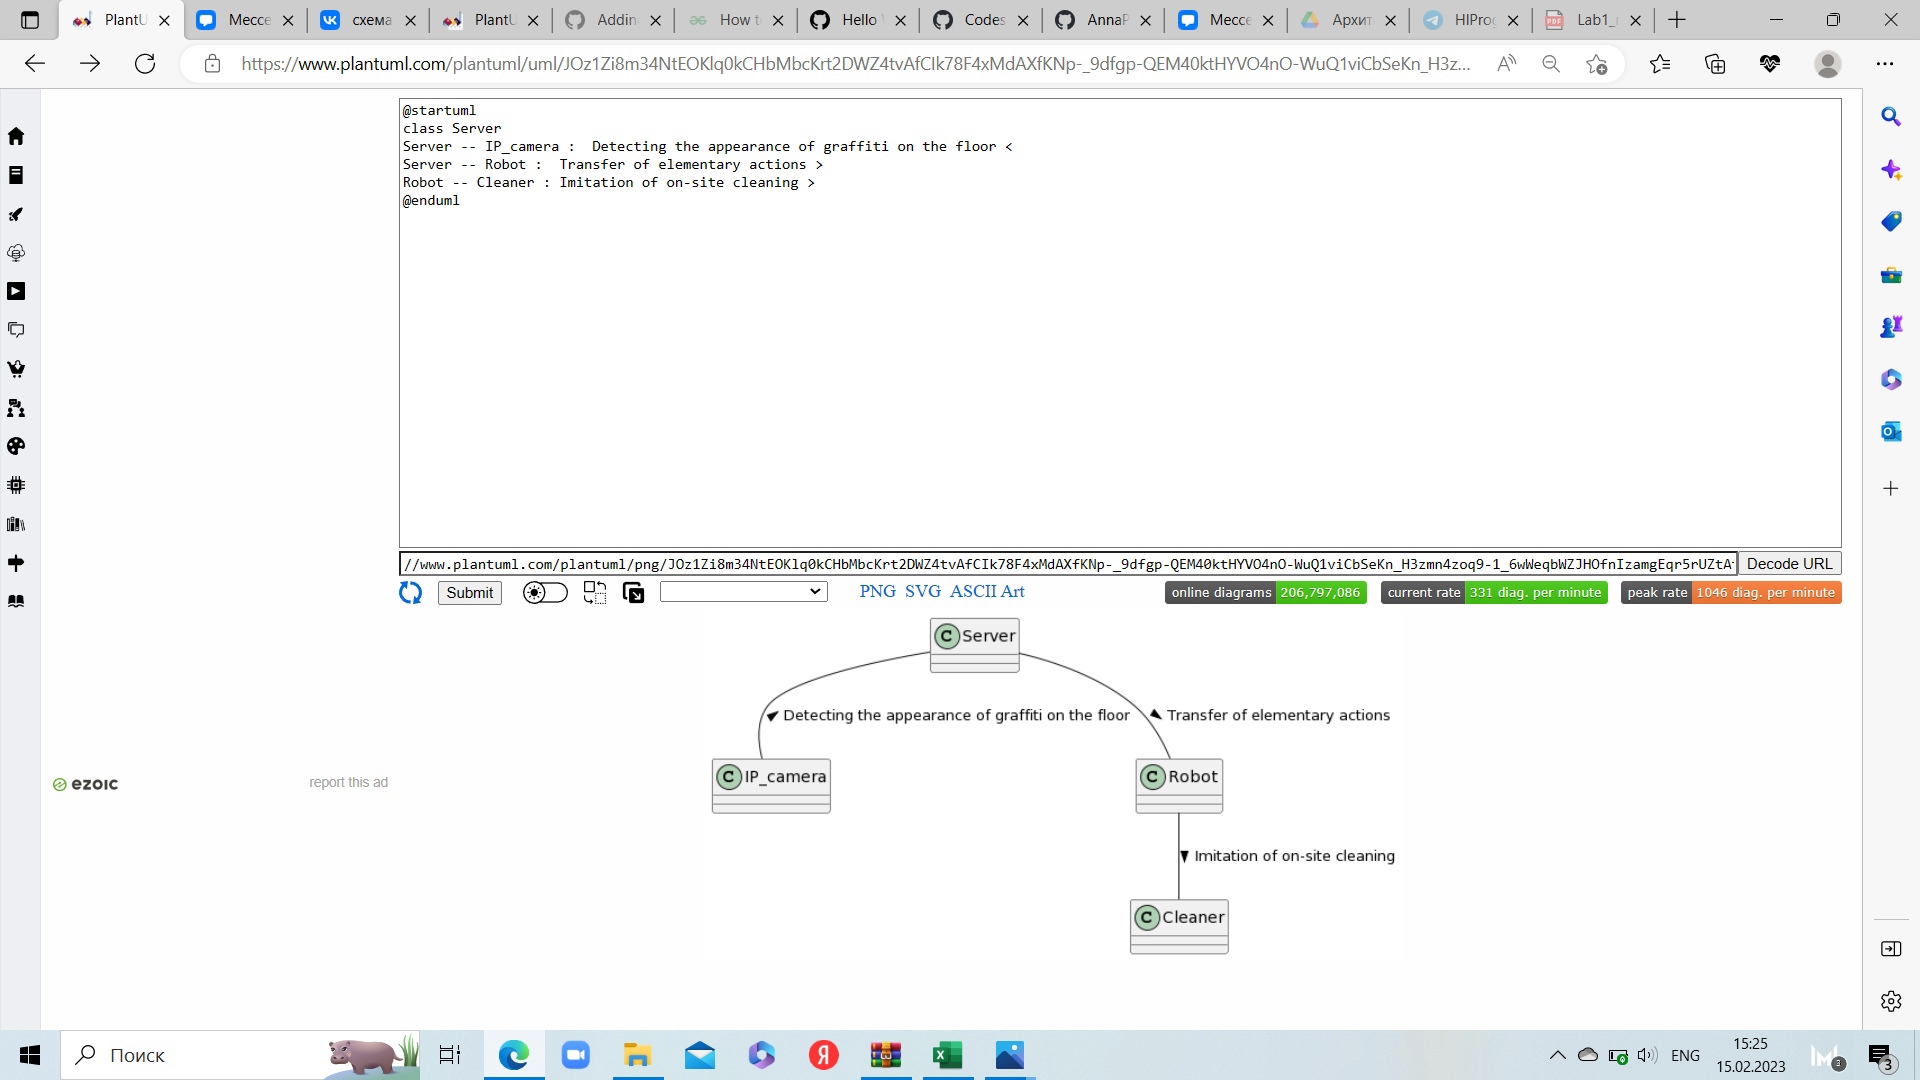 PlantU
Мессе
схема
PlantU
Addin
How t
Hello
Codes
AnnaP
Мессе
Архит
HIProg
Lab1_
https://www.plantuml.com/plantuml/uml/JOz1Zi8m34NtEOKlq0kCHbMbcKrt2DWZ4tvAfCIk78F4xMdAXfKNp-_9dfgp-QEM40ktHYVO4nO-WuQ1viCbSeKn_H3z...
@startuml
class Server
Server -- IP_camera :  Detecting the appearance of graffiti on the floor <
Server -- Robot :  Transfer of elementary actions >
Robot -- Cleaner : Imitation of on-site cleaning >
@enduml
//www.plantuml.com/plantuml/png/JOz1Zi8m34NtEOKlq0kCHbMbcKrt2DWZ4tvAfCIk78F4xMdAXfKNp-_9dfgp-QEM40ktHYVO4nO-WuQ1viCbSeKn_H3zmn4zoq9-1_6wWeqbWZJHOfnIzamgEqr5rUZtA
Decode URL
Submit
PNG SVG ASCII Art
online diagrams 206,797,086
current rate 331 diag. per minute
peak rate 1046 diag. per minute
C Server
Detecting the appearance of graffiti on the floor
Transfer of elementary actions
C IP_camera
C Robot
ezoic
report this ad
Imitation of on-site cleaning
C Cleaner
Поиск
ENG
15:25
15.02.2023
3
3